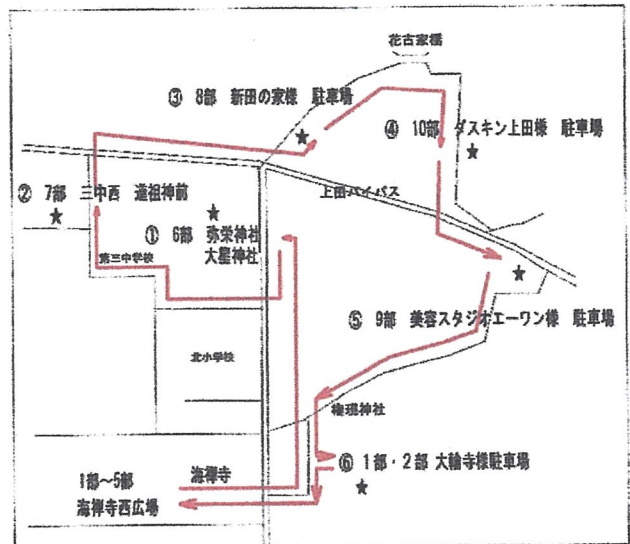 花古家橋
③ 8部 新田の家様 駐車場
④ 10部 ダスキン上田様 駐車場
② 7部 三中西 道祖神前
上田バイパス
① 6部 弥栄神社
大星神社
第三中学校
⑤ 9部 美容スタジオエーワン様 駐車場
北小学校
権現神社
⑥ 1部・2部 大輪寺様駐車場
1部~5部
海禅寺
海禅寺西広場